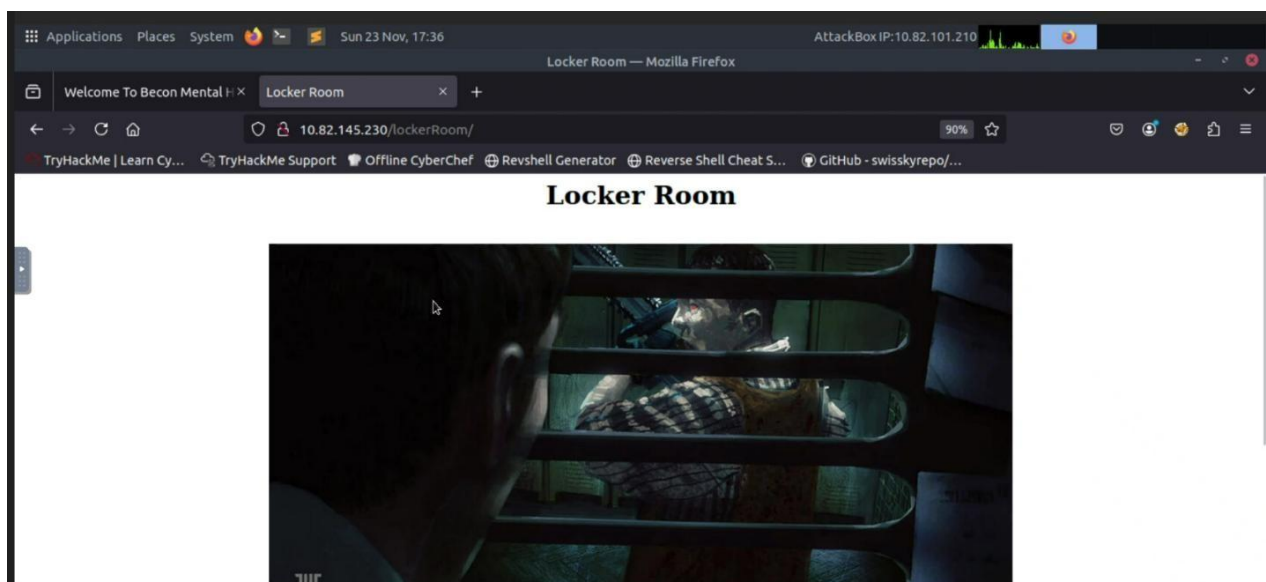 Applications Places System Sun 23 Nov, 17:36 AttackBox IP:10.82.101.210
Locker Room — Mozilla Firefox
Welcome To Becon Mental H Locker Room
10.82.145.230/lockerRoom/ 90%
TryHackMe | Learn Cy... TryHackMe Support Offline CyberChef Revshell Generator Reverse Shell Cheat S... GitHub - swisskyrepo/...
Locker Room